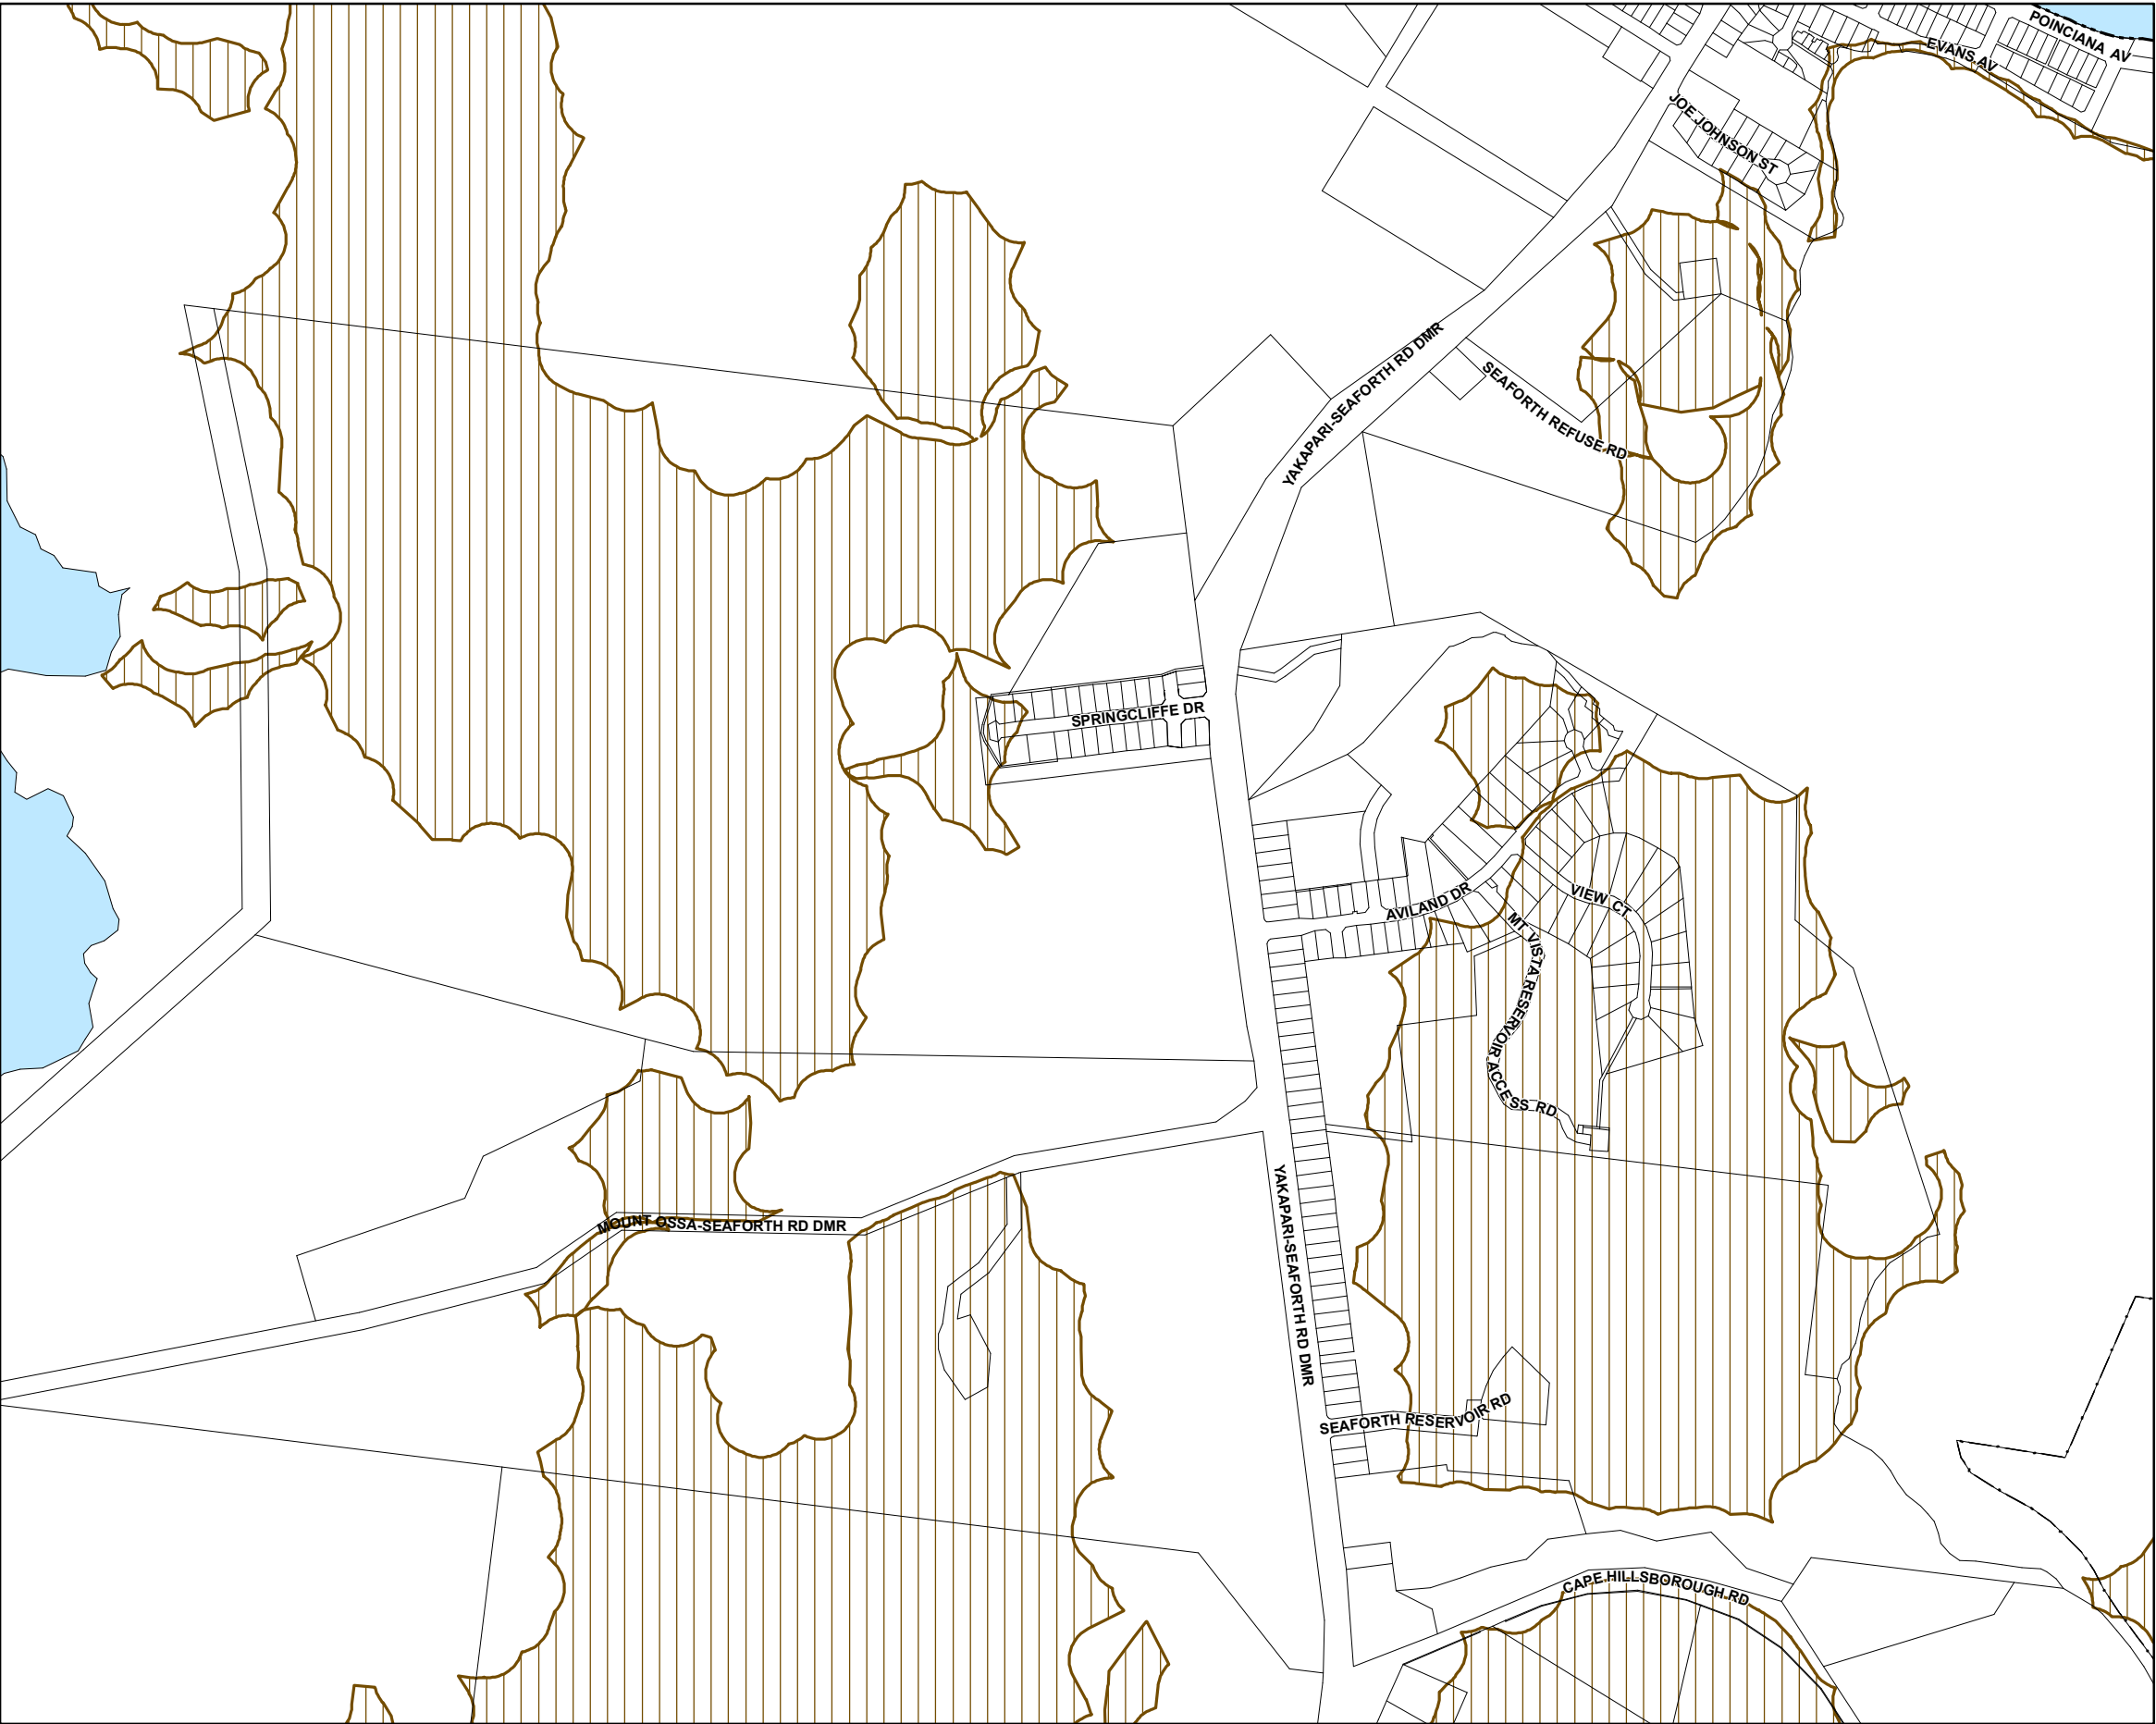 POINCIANA AV
EVANS AV
JOE JOHNSON ST
YAKAPARI-SEAFORTH RD DMR
SEAFORTH REFUSE RD
SPRINGCLIFFE DR
AVILAND DR
VIEW CT
MT VISTA RESERVOIR ACCESS RD
MOUNT OSSA-SEAFORTH RD DMR
YAKAPARI-SEAFORTH RD DMR
SEAFORTH RESERVOIR RD
CAPE HILLSBOROUGH RD